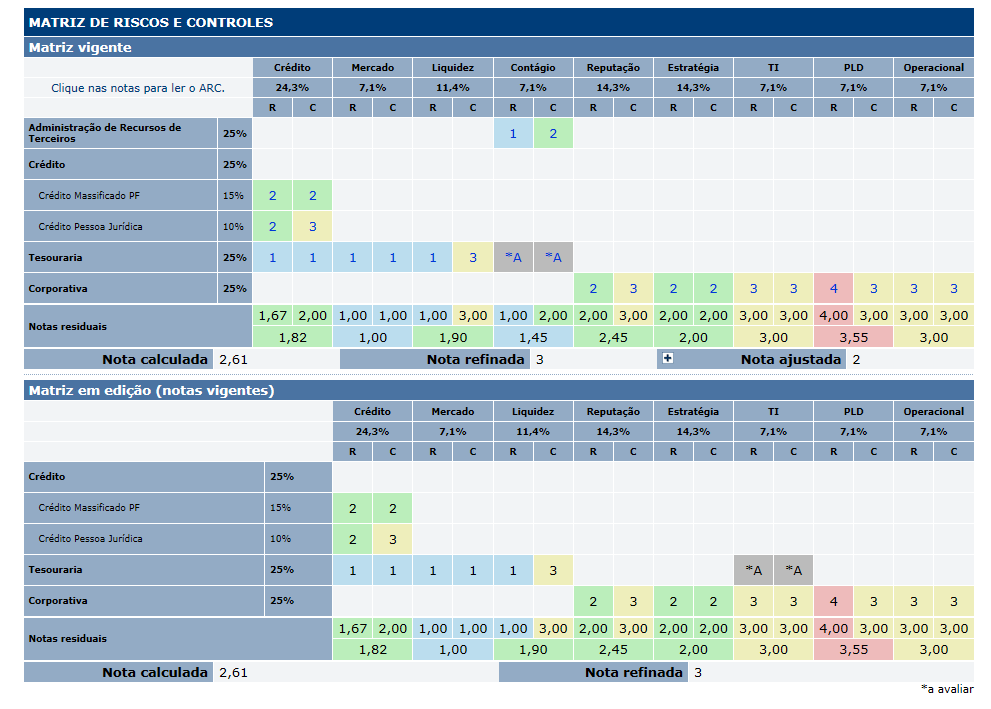 MATRIZ DE RISCOS E CONTROLES
Matriz vigente
Crédito Mercado Liquidez Contágio Reputação Estratégia TI PLD Operacional
Clique nas notas para ler o ARC. 24,3% 7,1% 11,4% 7,1% 14,3% 14,3% 7,1% 7,1% 7,1%
R C R C R C R C R C R C R C R C R C
Administração de Recursos de
Terceiros 25% 1 2
Crédito 25%
Crédito Massificado PF 15% 2 2
Crédito Pessoa Jurídica 10% 2 3
Tesouraria 25% 1 1 1 1 1 3 *A *A
Corporativa 25% 2 3 2 2 3 3 4 3 3 3
Notas residuais
1,67 2,00 1,00 1,00 1,00 3,00 1,00 2,00 2,00 3,00 2,00 2,00 3,00 3,00 4,00 3,00 3,00 3,00
1,82 1,00 1,90 1,45 2,45 2,00 3,00 3,55 3,00
Nota calculada 2,61 Nota refinada 3 + Nota ajustada 2
Matriz em edição (notas vigentes)
Crédito Mercado Liquidez Reputação Estratégia TI PLD Operacional
24,3% 7,1% 11,4% 14,3% 14,3% 7,1% 7,1% 7,1%
R C R C R C R C R C R C R C R C
Crédito 25%
Crédito Massificado PF 15% 2 2
Crédito Pessoa Jurídica 10% 2 3
Tesouraria 25% 1 1 1 1 1 3 *A *A
Corporativa 25% 2 3 2 2 3 3 4 3 3 3
Notas residuais
1,67 2,00 1,00 1,00 1,00 3,00 2,00 3,00 2,00 2,00 3,00 3,00 4,00 3,00 3,00 3,00
1,82 1,00 1,90 2,45 2,00 3,00 3,55 3,00
Nota calculada 2,61 Nota refinada 3
*a avaliar